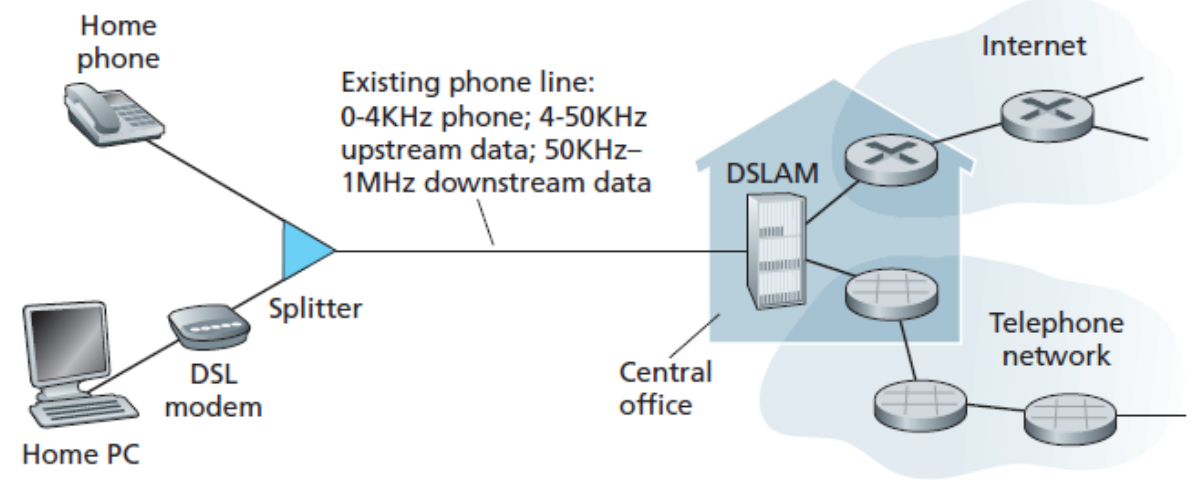 Home
phone
Existing phone line:
0-4KHz phone; 4-50KHz
upstream data; 50KHz–
1MHz downstream data
Internet
DSLAM
Splitter
DSL
modem
Home PC
Central
office
Telephone
network